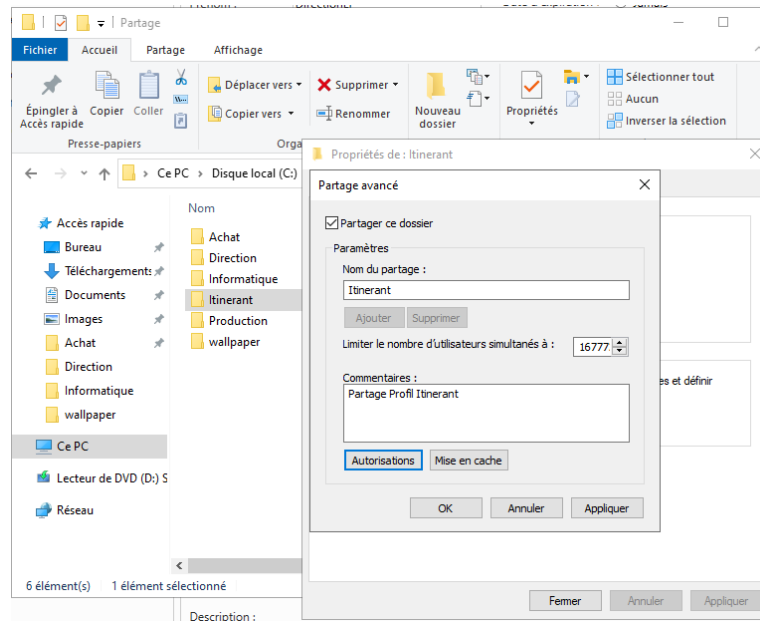 Partage
Fichier Accueil Partage Affichage
Épingler à Accès rapide
Copier
Coller
Déplacer vers
Copier vers
Supprimer
Renommer
Nouveau dossier
Propriétés
Sélectionner tout
Aucun
Inverser la sélection
Presse-papiers
Orga
Ce PC > Disque local (C:)
Accès rapide
Bureau
Téléchargements
Documents
Images
Achat
Direction
Informatique
wallpaper
Ce PC
Lecteur de DVD (D:) S
Réseau
Nom
Achat
Direction
Informatique
Itinerant
Production
wallpaper
6 élément(s) 1 élément sélectionné
Description :
Propriétés de : Itinerant
Partage avancé
Partager ce dossier
Paramètres
Nom du partage :
Itinerant
Ajouter Supprimer
Limiter le nombre d'utilisateurs simultanés à : 16777
Commentaires :
Partage Profil Itinerant
Autorisations Mise en cache
OK Annuler Appliquer
es et définir
Fermer Annuler Appliquer